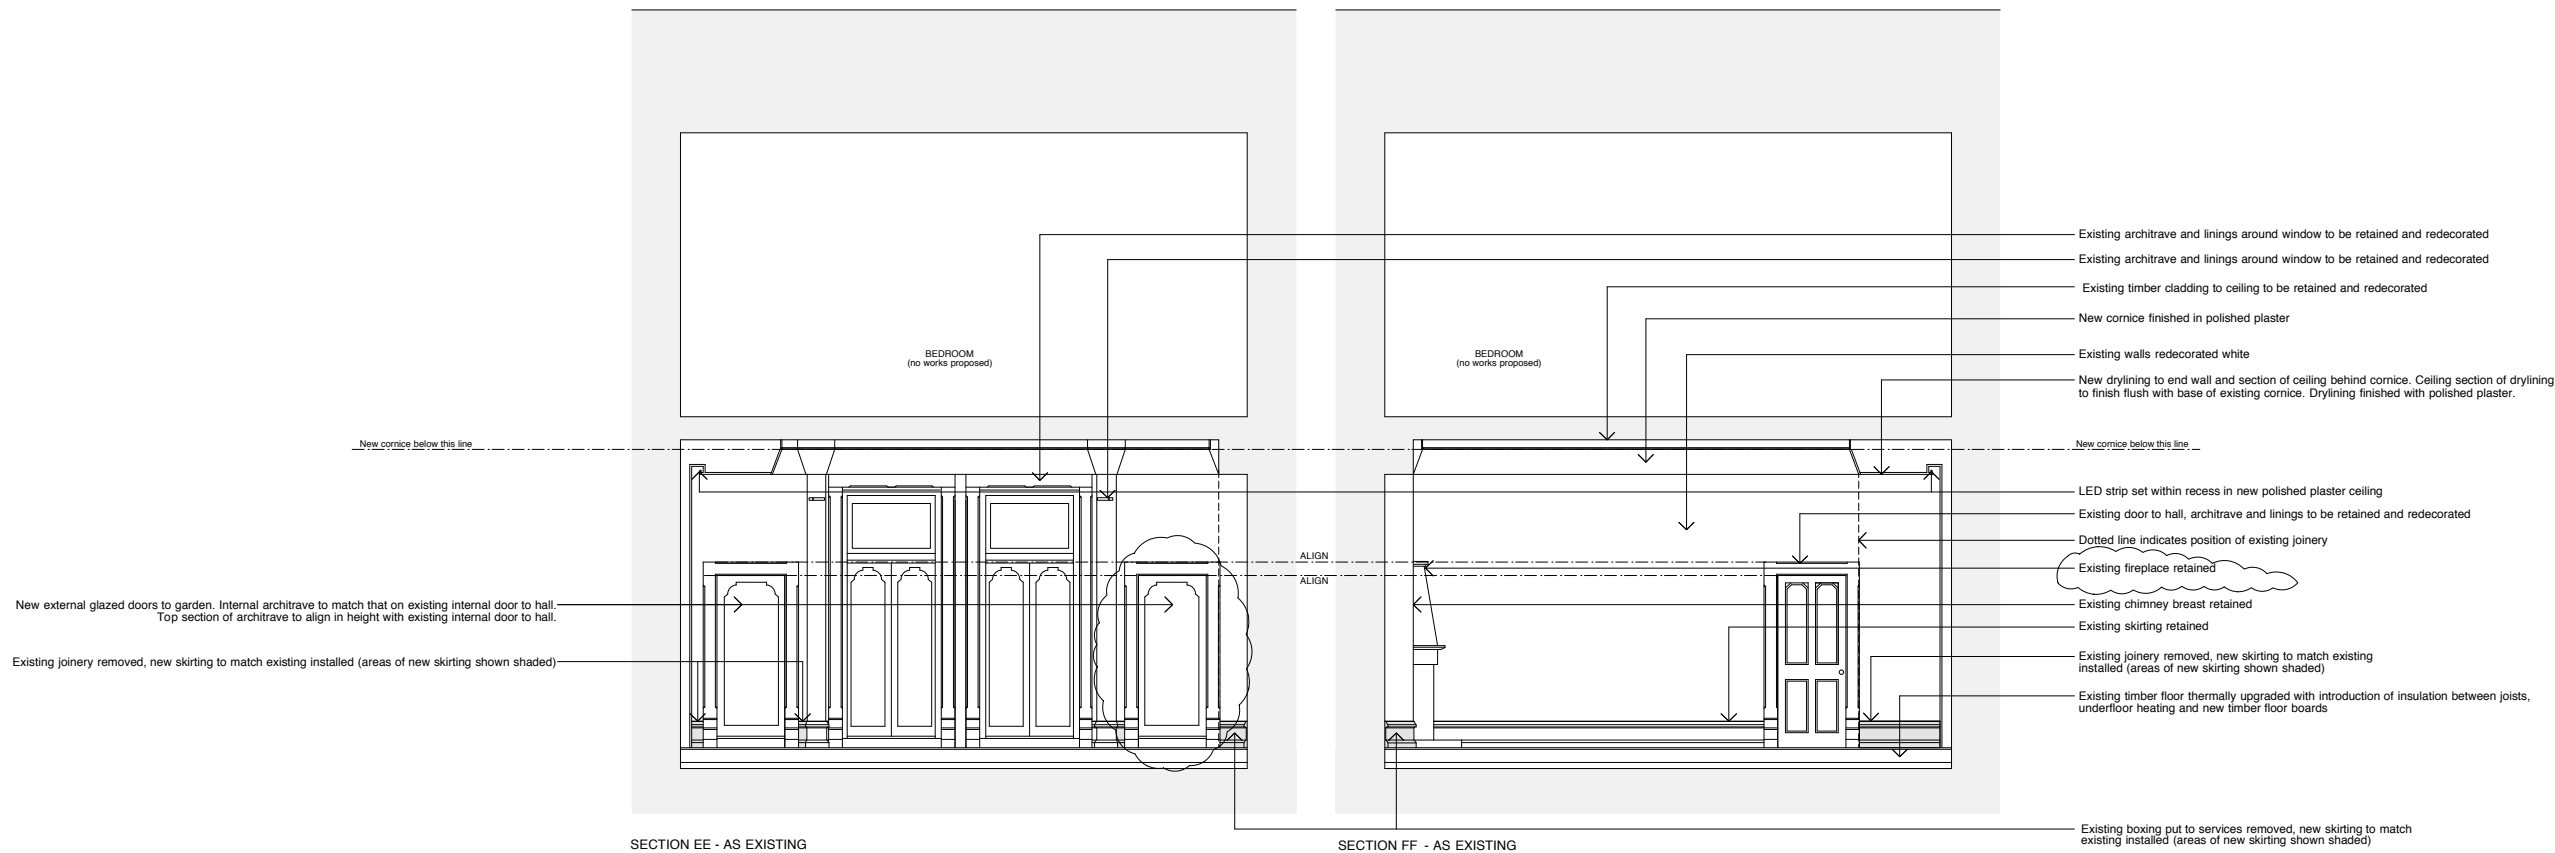 Existing architrave and linings around window to be retained and redecorated
Existing architrave and linings around window to be retained and redecorated
Existing timber cladding to ceiling to be retained and redecorated
New cornice finished in polished plaster
BEDROOM
(no works proposed)
BEDROOM
(no works proposed)
Existing walls redecorated white
New drylining to end wall and section of ceiling behind cornice. Ceiling section of drylining
to finish flush with base of existing cornice. Drylining finished with polished plaster.
New cornice below this line
New cornice below this line
LED strip set within recess in new polished plaster ceiling
Existing door to hall, architrave and linings to be retained and redecorated
Dotted line indicates position of existing joinery
ALIGN
Existing fireplace retained
ALIGN
New external glazed doors to garden. Internal architrave to match that on existing internal door to hall.
Top section of architrave to align in height with existing internal door to hall.
Existing chimney breast retained
Existing skirting retained
Existing joinery removed, new skirting to match existing installed (areas of new skirting shown shaded)
Existing joinery removed, new skirting to match existing
installed (areas of new skirting shown shaded)
Existing timber floor thermally upgraded with introduction of insulation between joists,
underfloor heating and new timber floor boards
Existing boxing put to services removed, new skirting to match
existing installed (areas of new skirting shown shaded)
SECTION EE - AS EXISTING
SECTION FF - AS EXISTING